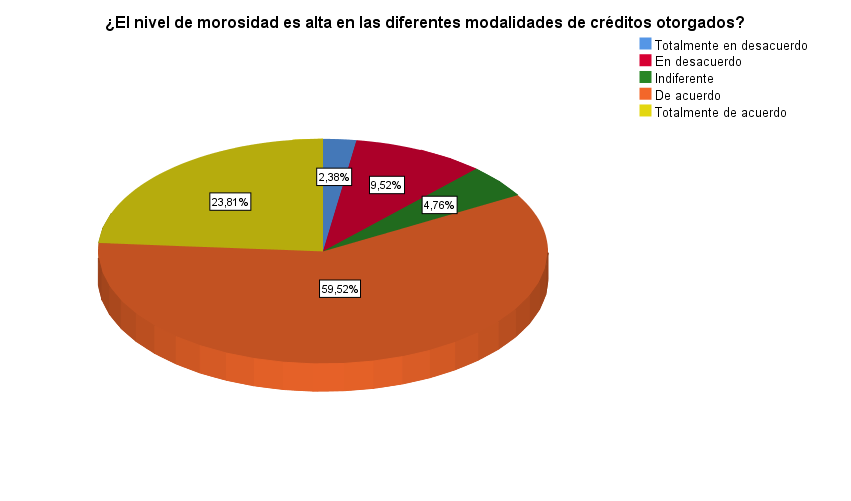 ¿El nivel de morosidad es alta en las diferentes modalidades de créditos otorgados?
Totalmente en desacuerdo
En desacuerdo
Indiferente
De acuerdo
Totalmente de acuerdo
2,38%
9,52%
4,76%
23,81%
59,52%